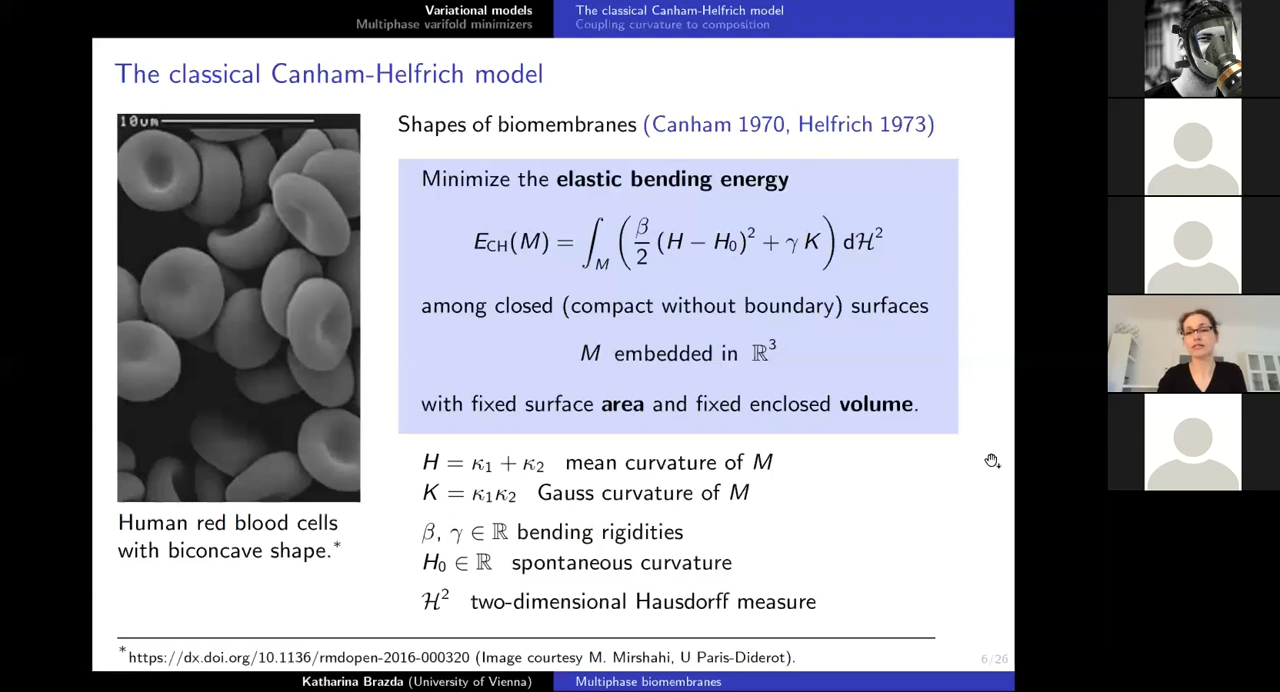 Variational models
Multiphase varifold minimizers
The classical Canham-Helfrich model
Coupling curvature to composition
The classical Canham-Helfrich model
10um
Human red blood cells
with biconcave shape.*
Shapes of biomembranes (Canham 1970, Helfrich 1973)
Minimize the elastic bending energy
E_CH(M) = ∫_M (β/2 (H − H₀)² + γ K) dℋ²
among closed (compact without boundary) surfaces
M embedded in ℝ³
with fixed surface area and fixed enclosed volume.
H = κ₁ + κ₂ mean curvature of M
K = κ₁κ₂ Gauss curvature of M
β, γ ∈ ℝ bending rigidities
H₀ ∈ ℝ spontaneous curvature
ℋ² two-dimensional Hausdorff measure
*https://dx.doi.org/10.1136/rmdopen-2016-000320 (Image courtesy M. Mirshahi, U Paris-Diderot).
6/26
Katharina Brazda (University of Vienna)
Multiphase biomembranes